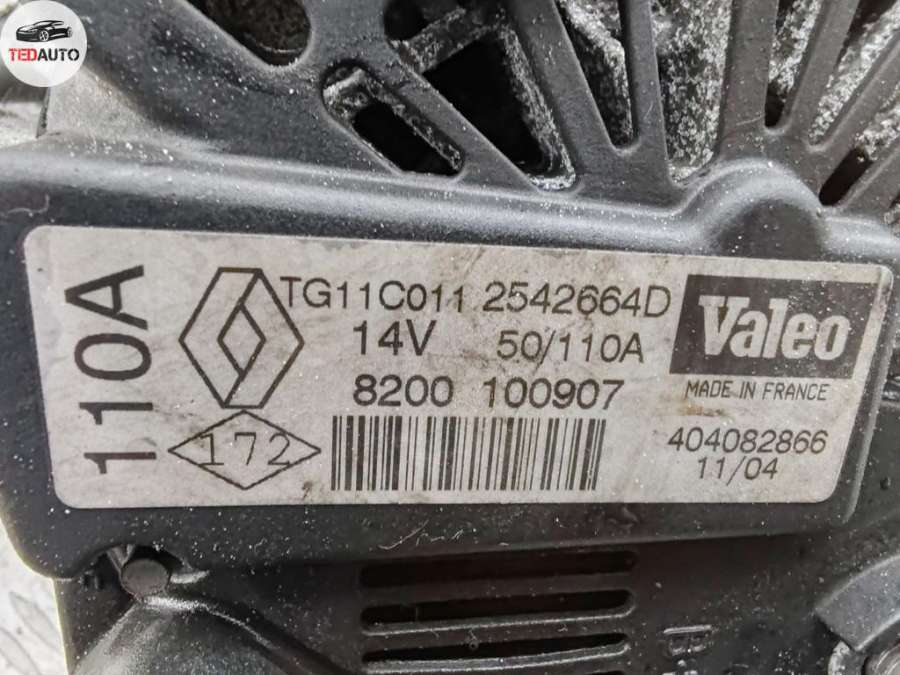 TEDAUTO
110A
TG11C011 2542664D
14V 50/110A
8200 100907
172
Valeo
MADE IN FRANCE
404082866
11/04
B